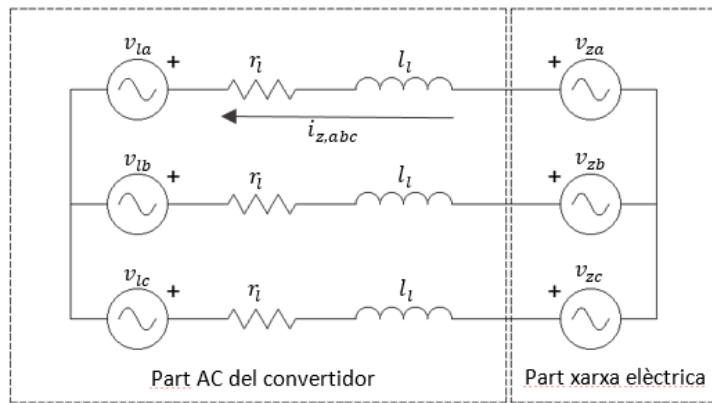 v_la + r_l l_l + v_za
i_z,abc
v_lb + r_l l_l + v_zb
v_lc + r_l l_l + v_zc
Part AC del convertidor
Part xarxa elèctrica